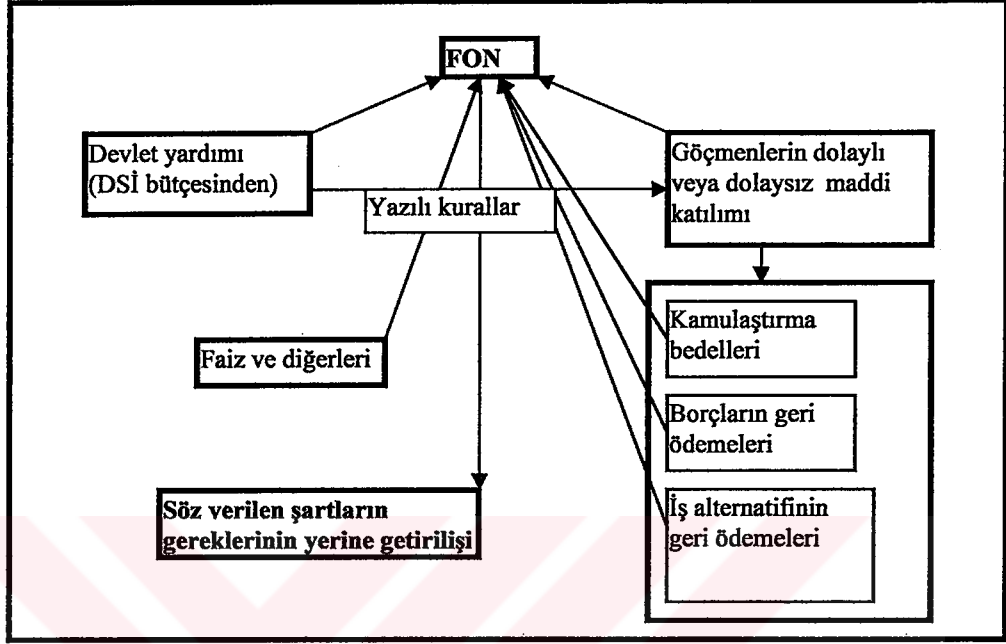 FON
Devlet yardımı
(DSİ bütçesinden)
Göçmenlerin dolaylı
veya dolaysız maddi
katılımı
Yazılı kurallar
Faiz ve diğerleri
Kamulaştırma
bedelleri
Borçların geri
ödemeleri
İş alternatifinin
geri ödemeleri
Söz verilen şartların
gereklerinin yerine getirilişi